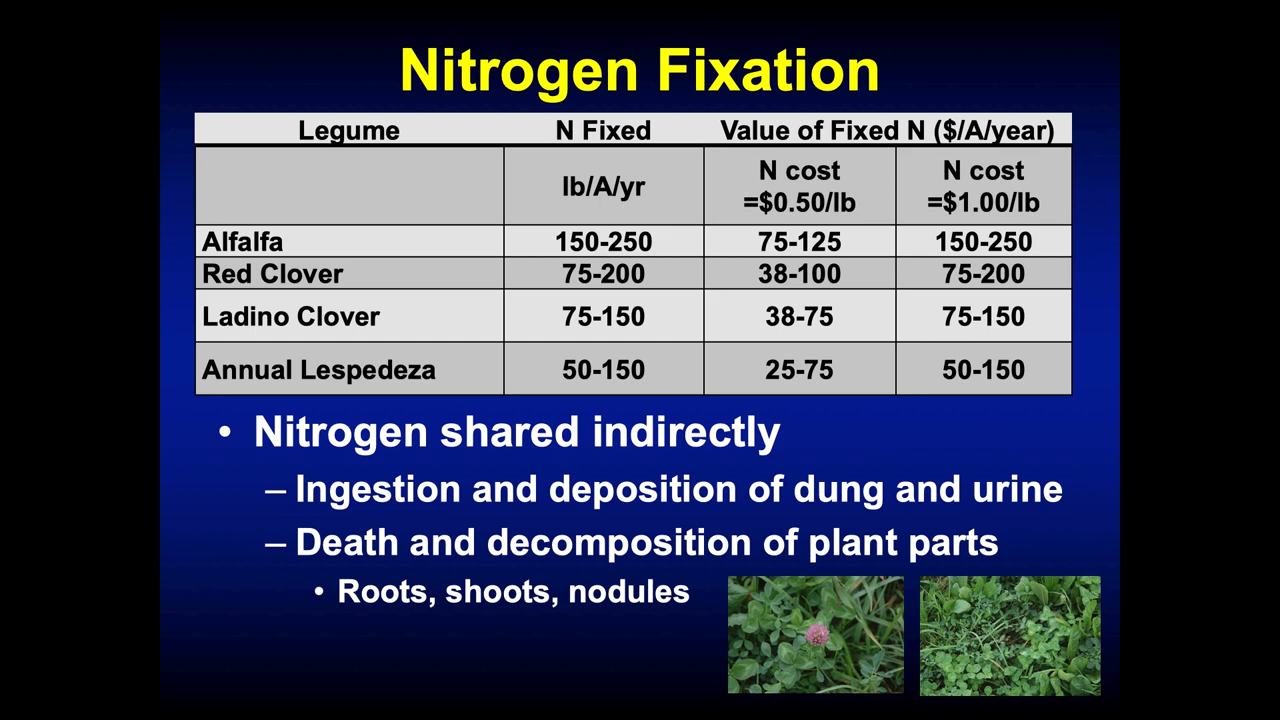 Nitrogen Fixation
Legume N Fixed Value of Fixed N ($/A/year)
lb/A/yr N cost =$0.50/lb N cost =$1.00/lb
Alfalfa 150-250 75-125 150-250
Red Clover 75-200 38-100 75-200
Ladino Clover 75-150 38-75 75-150
Annual Lespedeza 50-150 25-75 50-150
• Nitrogen shared indirectly
– Ingestion and deposition of dung and urine
– Death and decomposition of plant parts
• Roots, shoots, nodules